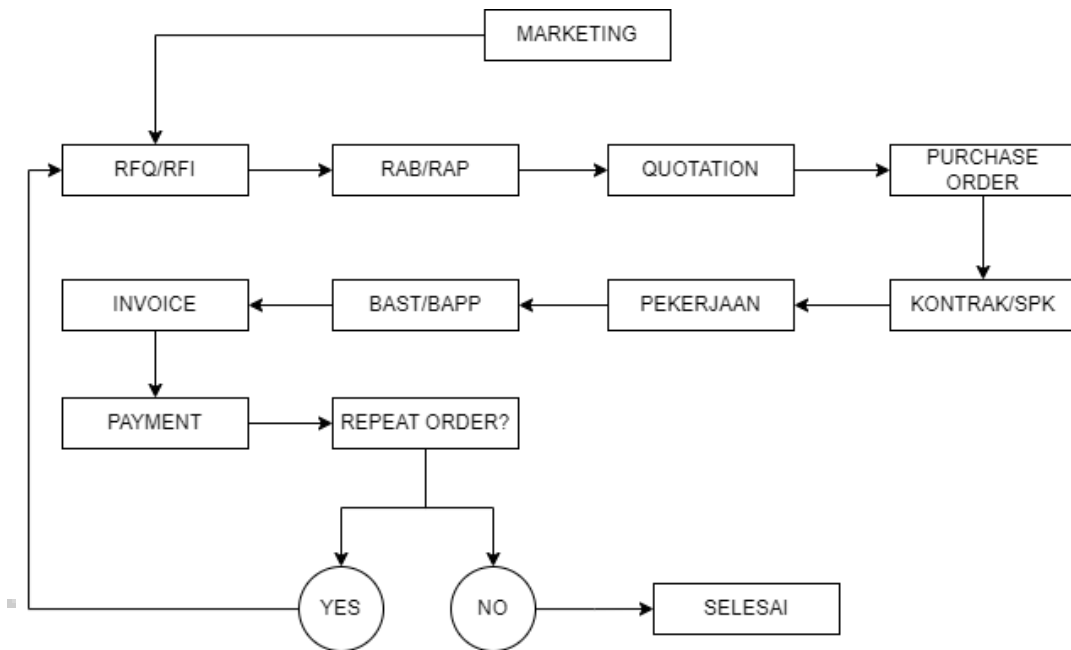 MARKETING
RFQ/RFI
RAB/RAP
QUOTATION
PURCHASE
ORDER
INVOICE
BAST/BAPP
PEKERJAAN
KONTRAK/SPK
PAYMENT
REPEAT ORDER?
YES
NO
SELESAI